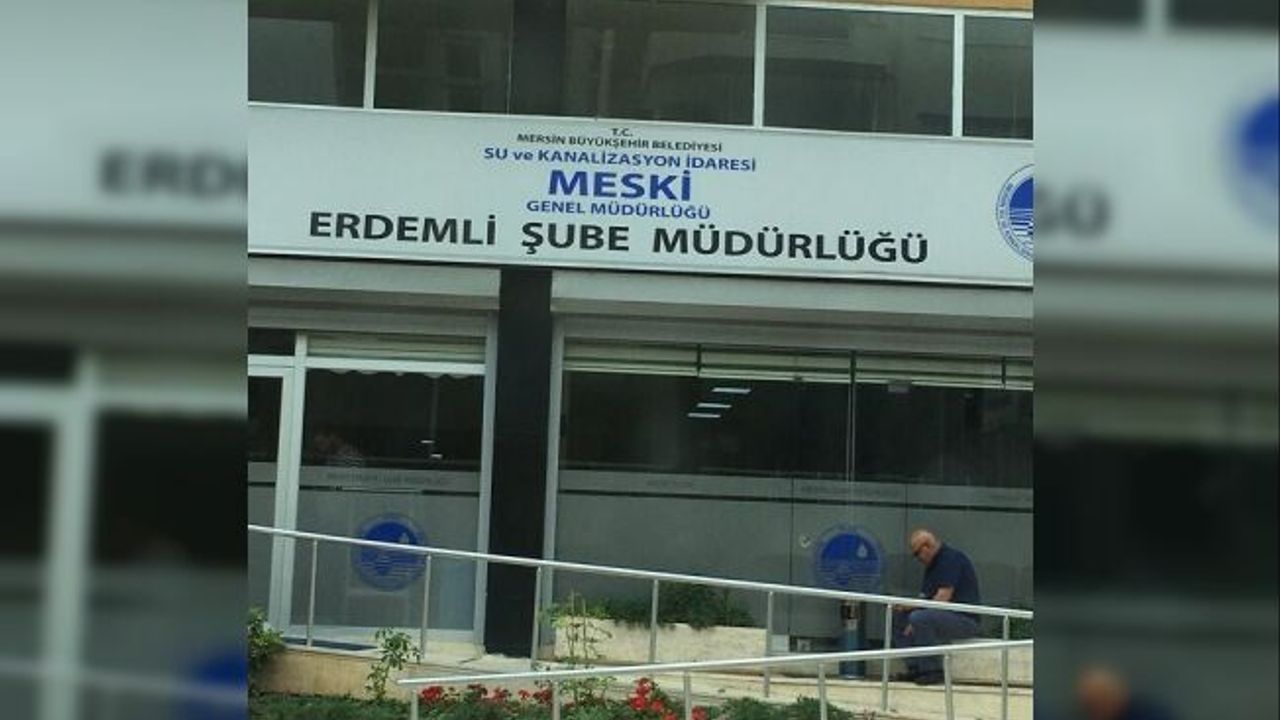 T.C.
MERSİN BÜYÜKŞEHİR BELEDİYESİ
SU ve KANALİZASYON İDARESİ
MESKİ
GENEL MÜDÜRLÜĞÜ
ERDEMLİ ŞUBE MÜDÜRLÜĞÜ